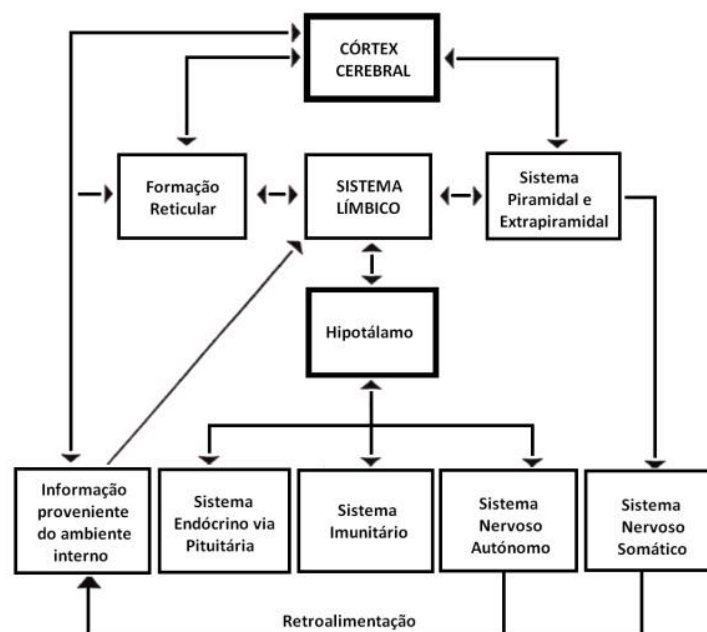 CÓRTEX
CEREBRAL
Formação
Reticular
SISTEMA
LÍMBICO
Sistema
Piramidal e
Extrapiramidal
Hipotálamo
Informação
proveniente
do ambiente
interno
Sistema
Endócrino via
Pituitária
Sistema
Imunitário
Sistema
Nervoso
Autónomo
Sistema
Nervoso
Somático
Retroalimentação